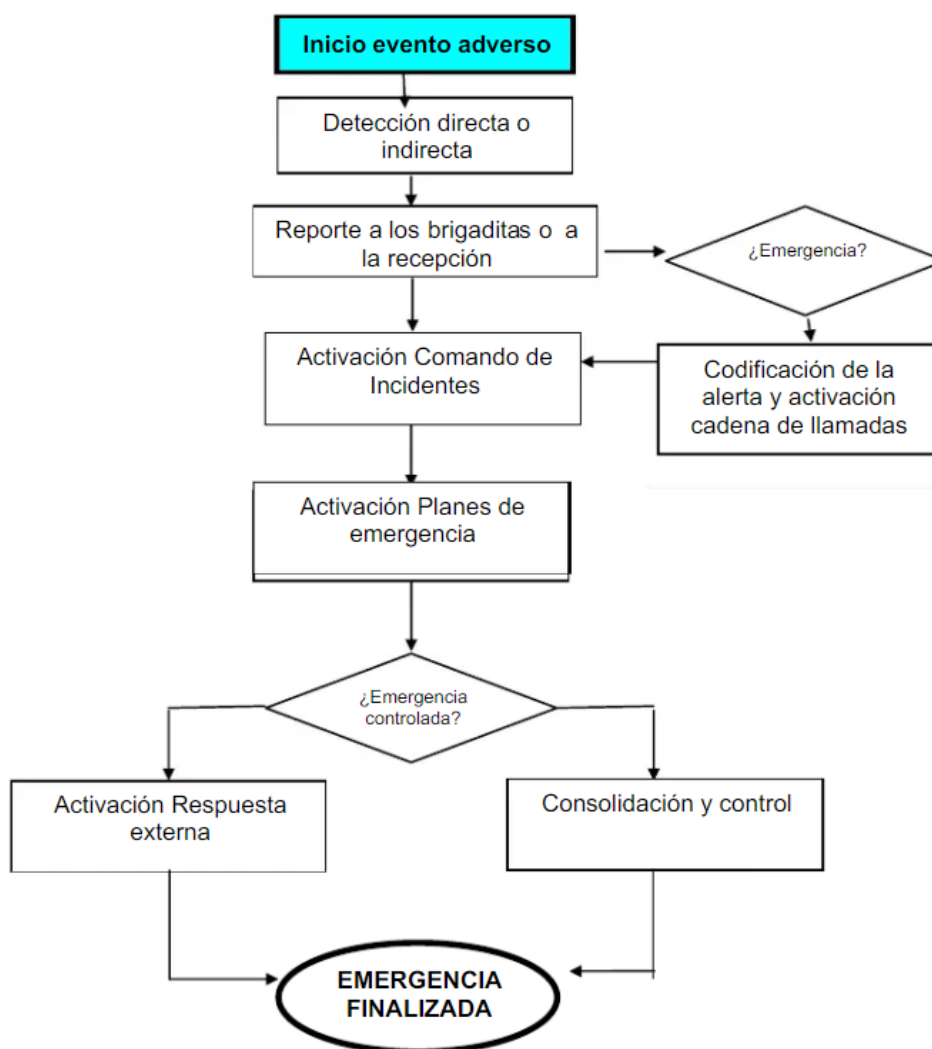 Inicio evento adverso
Detección directa o
indirecta
Reporte a los brigaditas o a
la recepción
¿Emergencia?
Activación Comando de
Incidentes
Codificación de la
alerta y activación
cadena de llamadas
Activación Planes de
emergencia
¿Emergencia
controlada?
Activación Respuesta
externa
Consolidación y control
EMERGENCIA
FINALIZADA